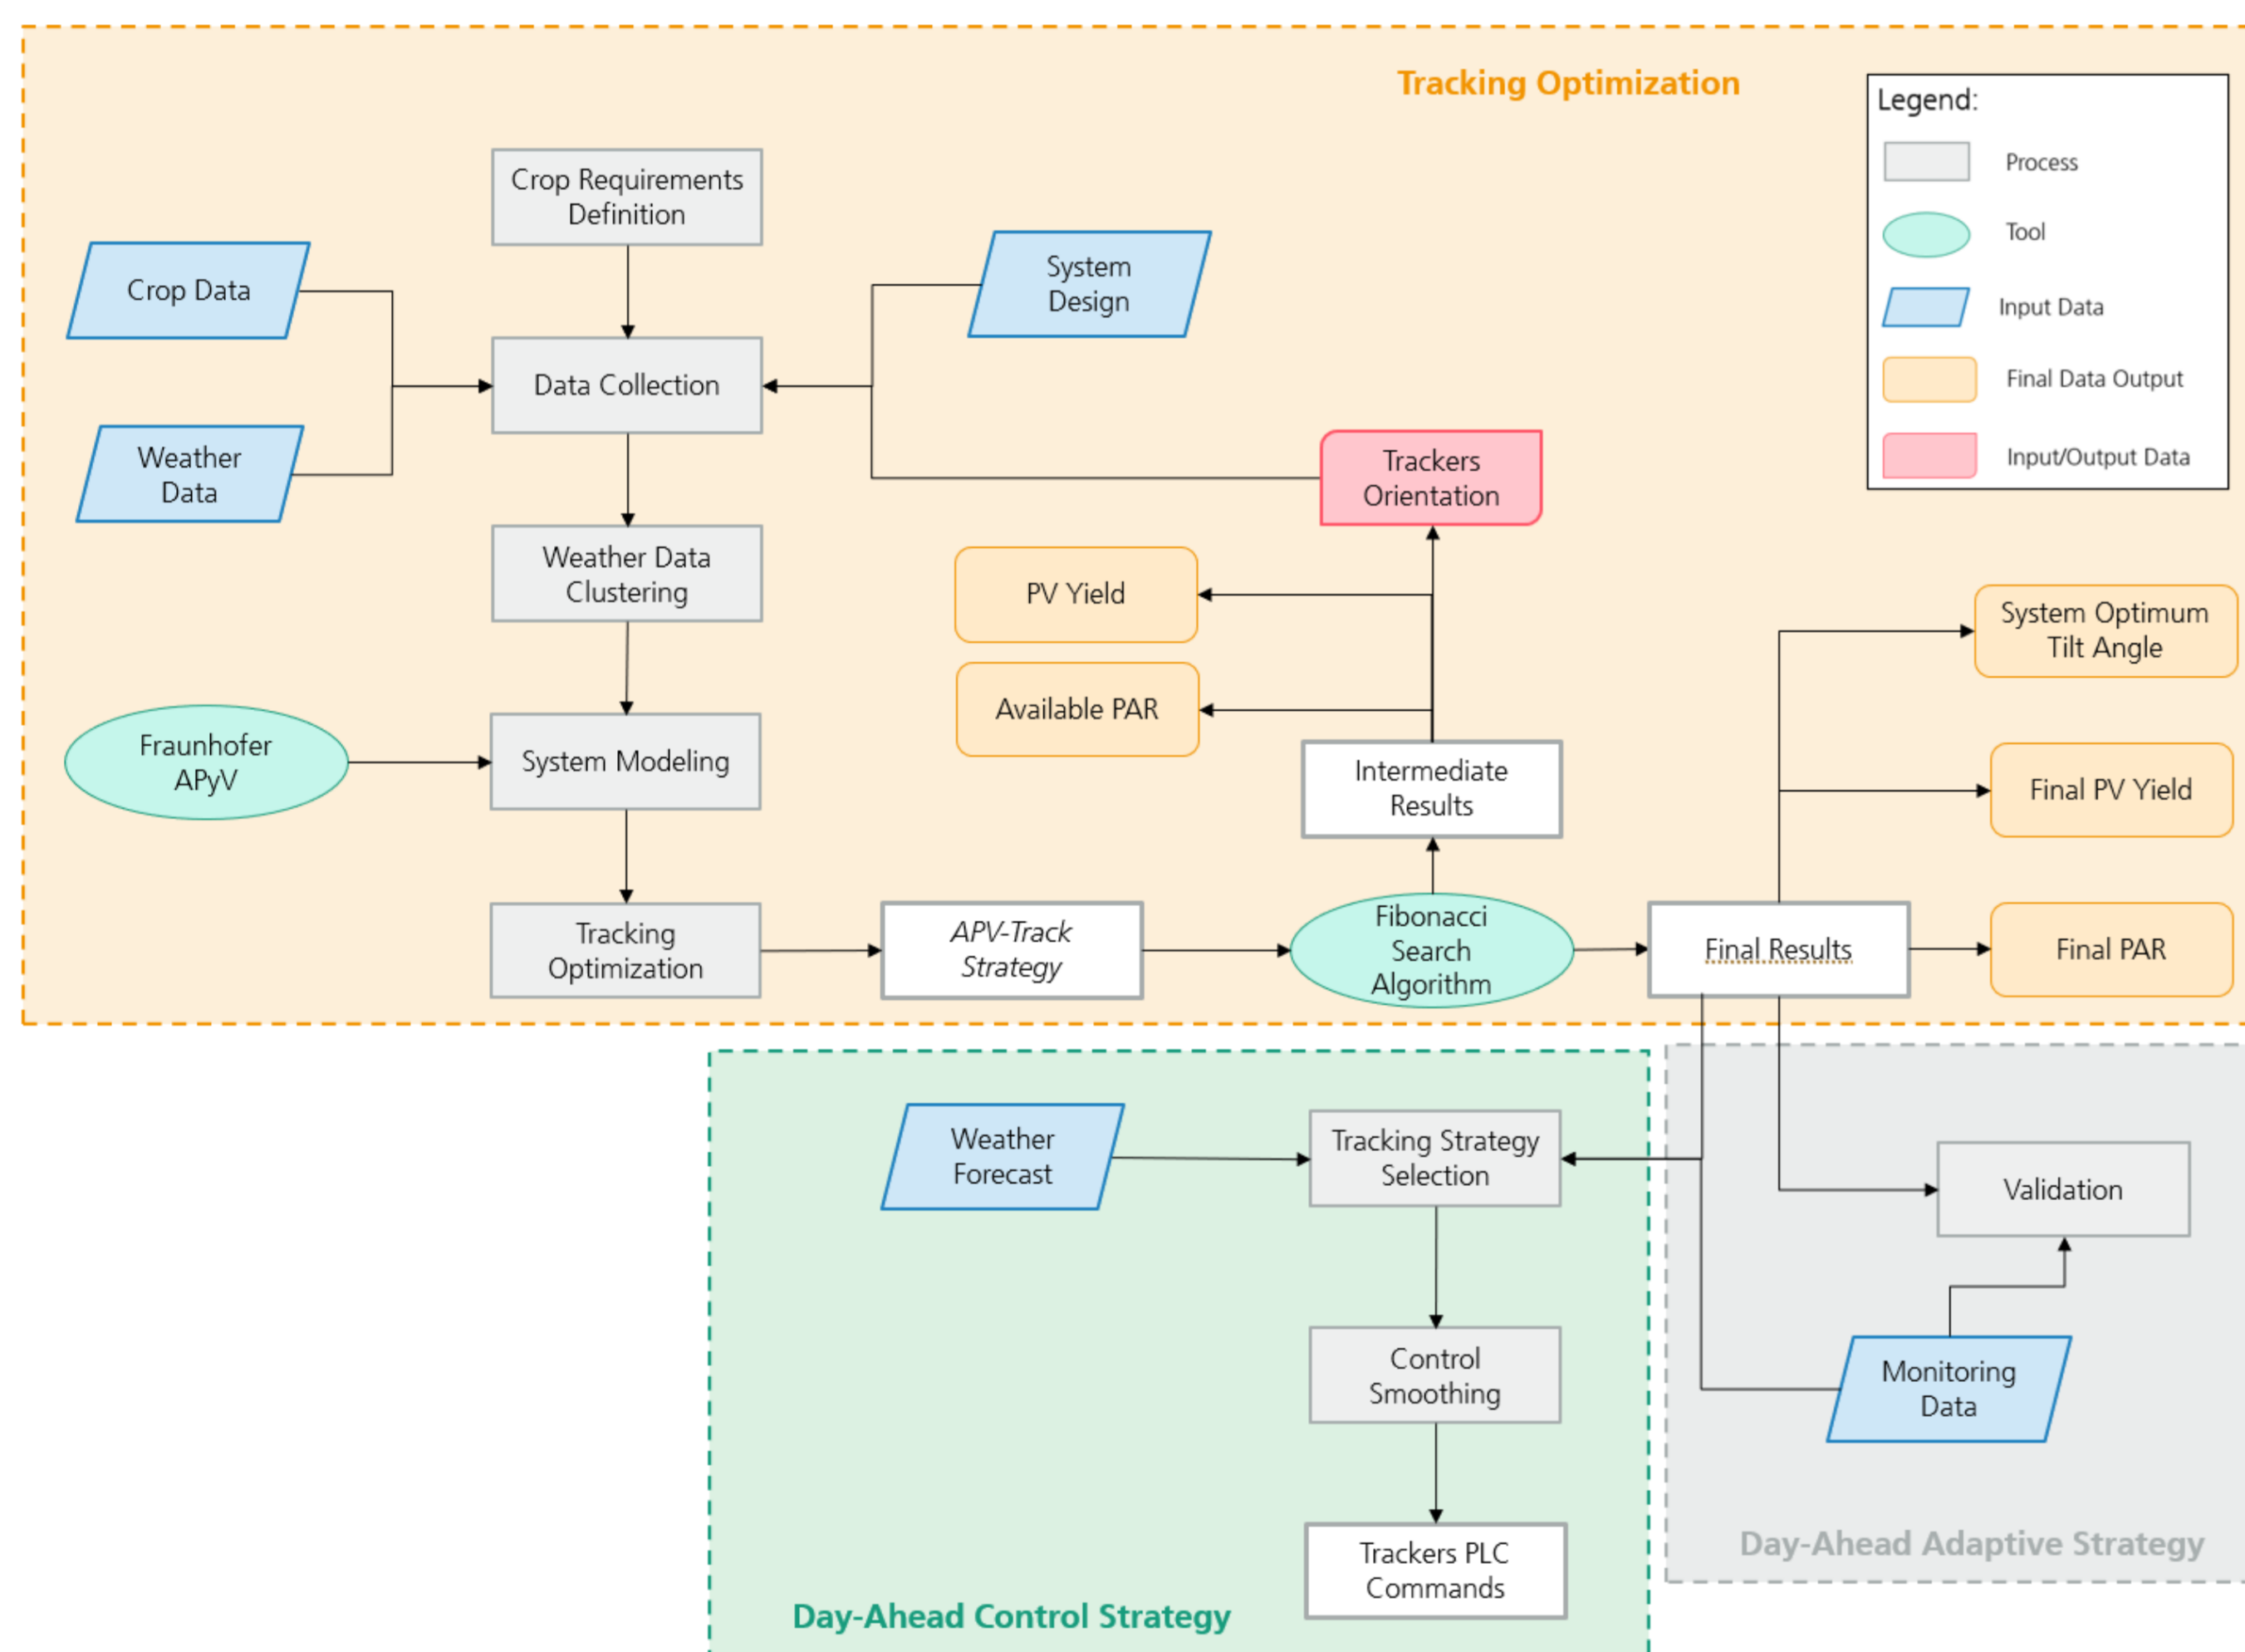 Tracking Optimization
Legend:
Process
Tool
Input Data
Final Data Output
Input/Output Data
Crop Requirements
Definition
Crop Data
System
Design
Data Collection
Weather
Data
Trackers
Orientation
Weather Data
Clustering
PV Yield
System Optimum
Tilt Angle
Available PAR
Fraunhofer
APyV
System Modeling
Intermediate
Results
Final PV Yield
Tracking
Optimization
APV-Track
Strategy
Fibonacci
Search
Algorithm
Final Results
Final PAR
Weather
Forecast
Tracking Strategy
Selection
Validation
Control
Smoothing
Monitoring
Data
Trackers PLC
Commands
Day-Ahead Adaptive Strategy
Day-Ahead Control Strategy